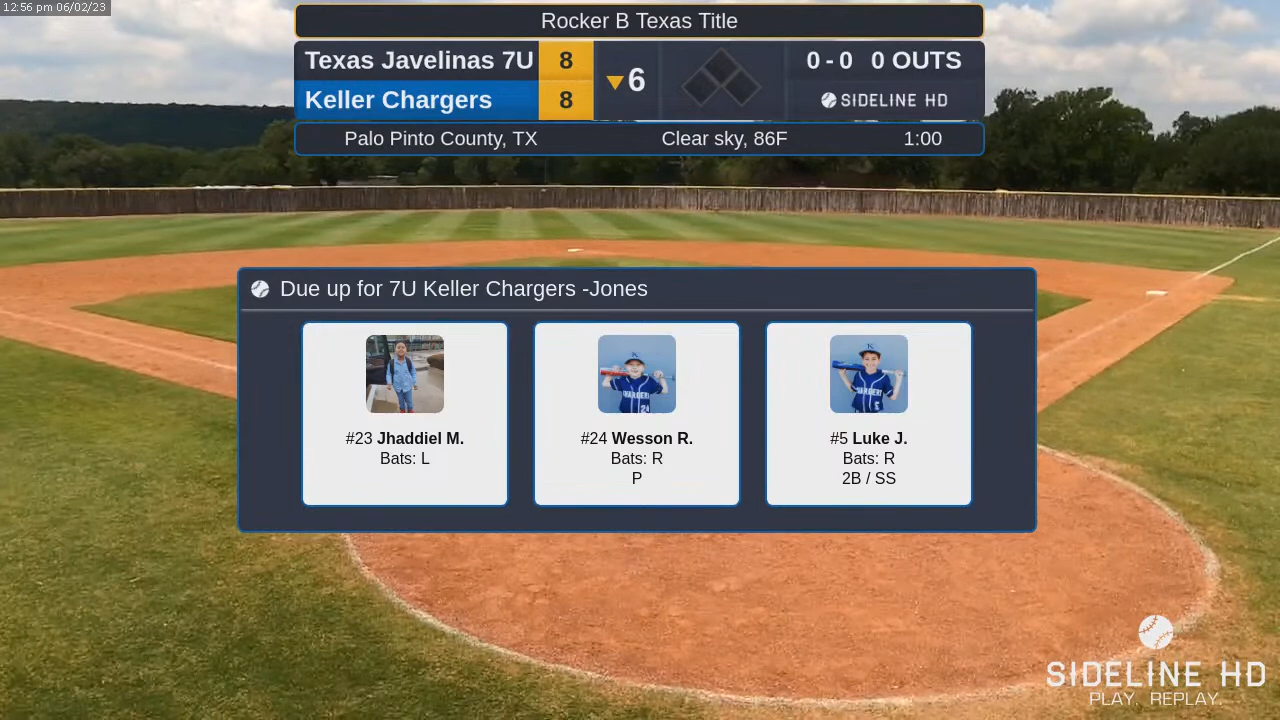 12:56 pm 06/02/23
Rocker B Texas Title
Texas Javelinas 7U 8
Keller Chargers 8
6
0 - 0 0 OUTS
SIDELINE HD
Palo Pinto County, TX Clear sky, 86F 1:00
Due up for 7U Keller Chargers -Jones
#23 Jhaddiel M.
Bats: L
#24 Wesson R.
Bats: R
P
#5 Luke J.
Bats: R
2B / SS
SIDELINE HD
PLAY. REPLAY.